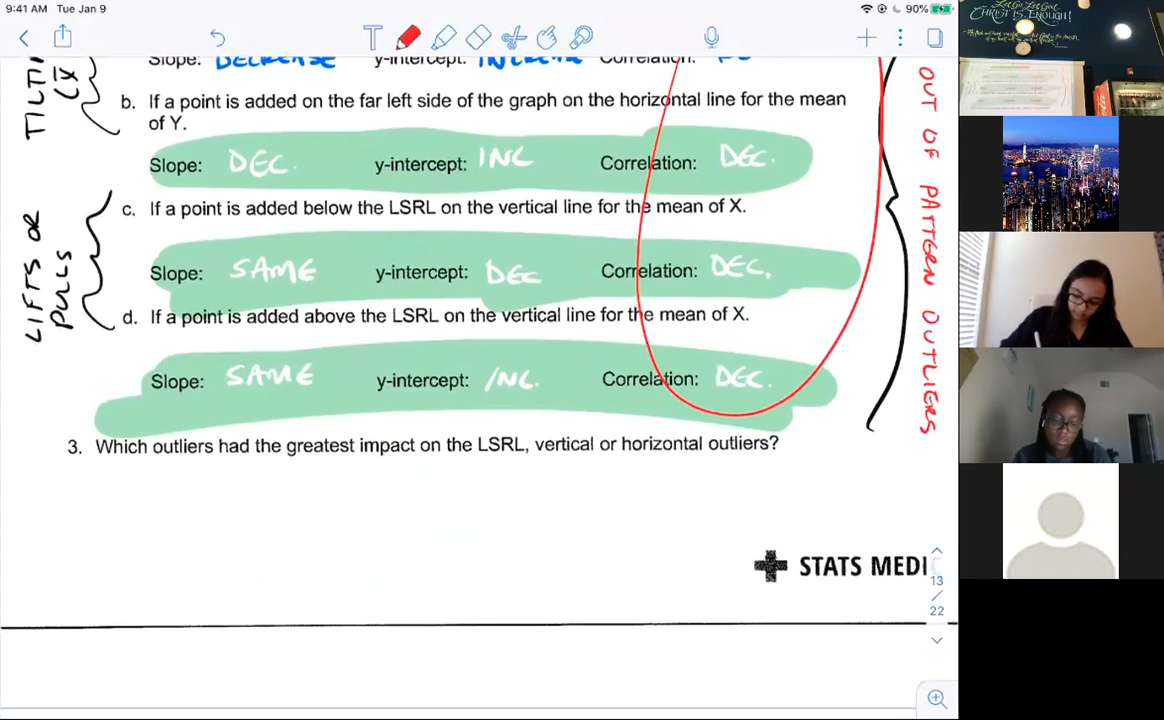 9:41 AM Tue Jan 9
90%
Slope: DECREASE y-intercept: INCREASE Correlation:
b. If a point is added on the far left side of the graph on the horizontal line for the mean
of Y.
Slope: DEC. y-intercept: INC Correlation: DEC.
c. If a point is added below the LSRL on the vertical line for the mean of X.
Slope: SAME y-intercept: DEC Correlation: DEC.
d. If a point is added above the LSRL on the vertical line for the mean of X.
Slope: SAME y-intercept: INC. Correlation: DEC.
3. Which outliers had the greatest impact on the LSRL, vertical or horizontal outliers?
LIFTS OR
PULLS
OUT OF PATTERN OUTLIERS
STATS MEDI
13
/
22
CHRIST IS ENOUGH!